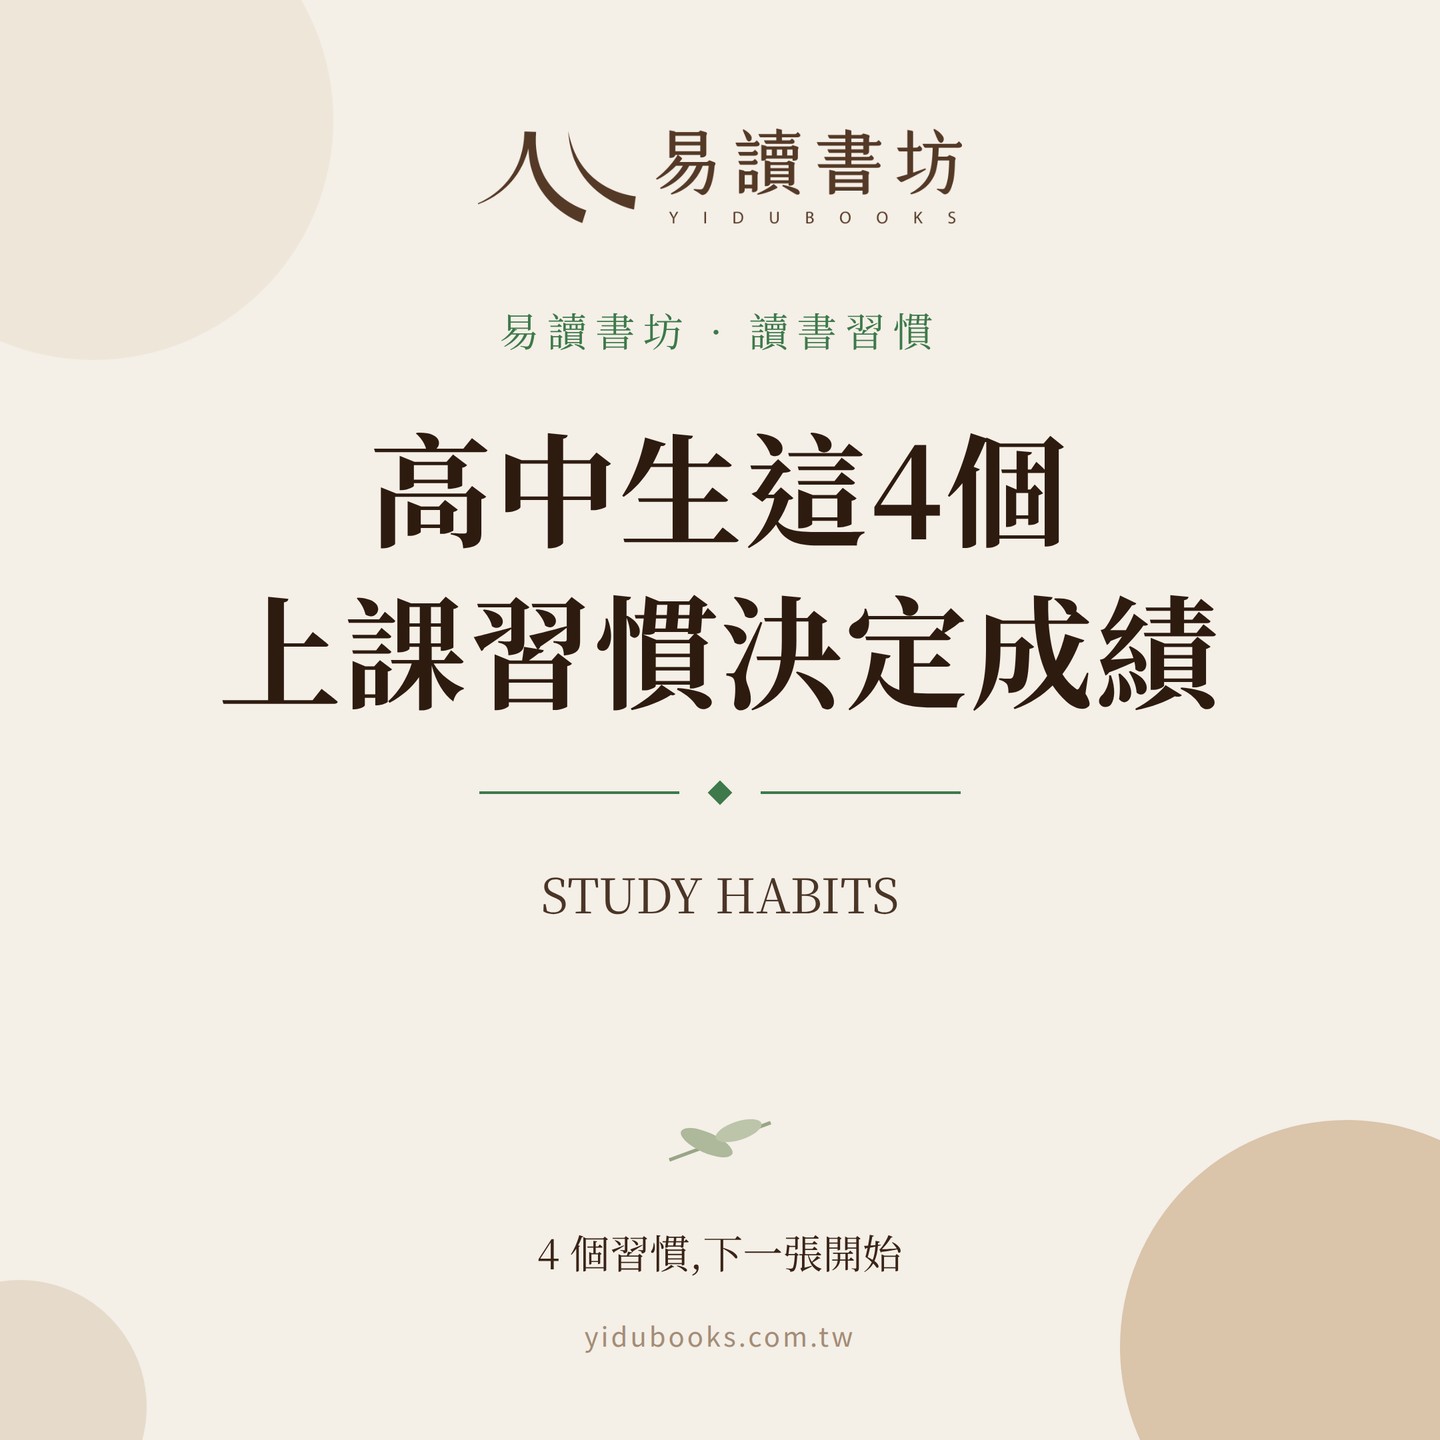 易讀書坊
YIDUBOOKS
易讀書坊 · 讀書習慣
高中生這4個
上課習慣決定成績
STUDY HABITS
4 個習慣,下一張開始
yidubooks.com.tw